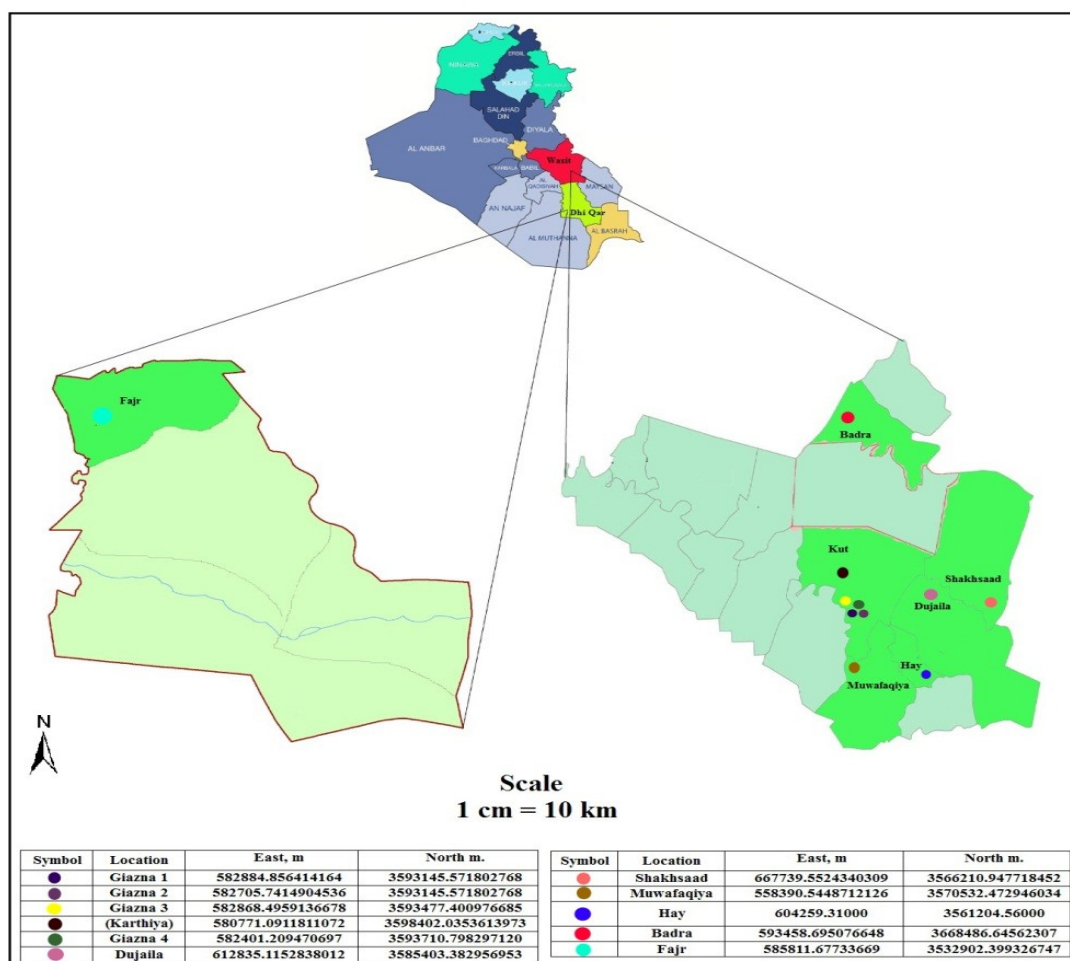 ERBIL
NINAWA
SALAHAD
DIN
DIYALA
AL ANBAR
BAGHDAD
Wasit
BABIL
AL
QADISIYAH
MAYSAN
AN NAJAF
Dhi Qar
AL BASRAH
AL MUTHANNA
Fajr
Badra
Kut
Shakhsaad
Dujaila
Hay
Muwafaqiya
N
Scale
1 cm = 10 km
Symbol Location East, m North m.
Giazna 1 582884.856414164 3593145.571802768
Giazna 2 582705.7414904536 3593145.571802768
Giazna 3 582868.4959136678 3593477.400976685
(Karthiya) 580771.0911811072 3598402.0353613973
Giazna 4 582401.209470697 3593710.798297120
Dujaila 612835.1152838012 3585403.382956953
Symbol Location East, m North m.
Shakhsaad 667739.5524340309 3566210.947718452
Muwafaqiya 558390.5448712126 3570532.472946034
Hay 604259.31000 3561204.56000
Badra 593458.695076648 3668486.64562307
Fajr 585811.67733669 3532902.399326747